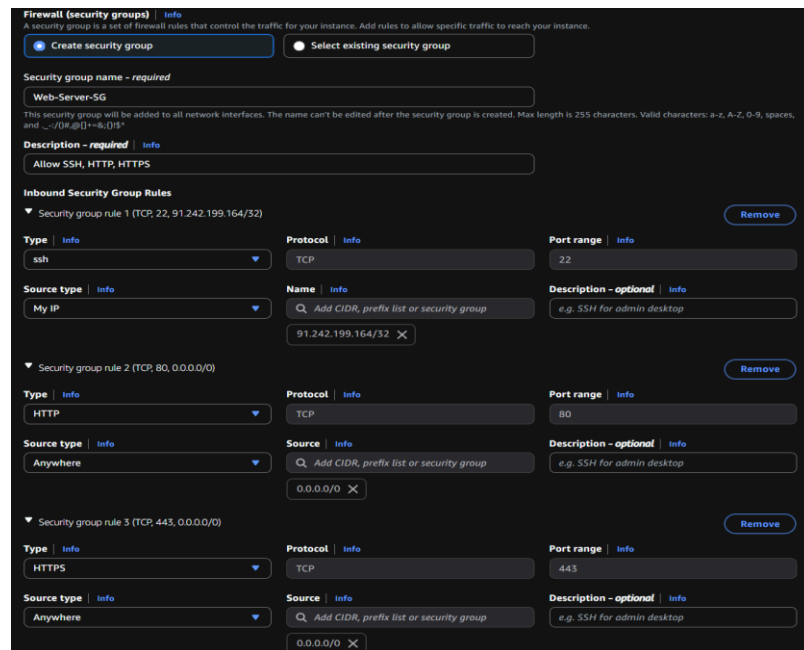 Firewall (security groups) | Info
A security group is a set of firewall rules that control the traffic for your instance. Add rules to allow specific traffic to reach your instance.
Create security group
Select existing security group
Security group name - required
Web-Server-SG
This security group will be added to all network interfaces. The name can't be edited after the security group is created. Max length is 255 characters. Valid characters: a-z, A-Z, 0-9, spaces,
and ._-:/()#,@[]+=&;{}!$*
Description - required | Info
Allow SSH, HTTP, HTTPS
Inbound Security Group Rules
Security group rule 1 (TCP, 22, 91.242.199.164/32)
Remove
Type | Info
Protocol | Info
Port range | Info
ssh
TCP
22
Source type | Info
Name | Info
Description - optional | Info
My IP
Add CIDR, prefix list or security group
e.g. SSH for admin desktop
91.242.199.164/32
Security group rule 2 (TCP, 80, 0.0.0.0/0)
Remove
Type | Info
Protocol | Info
Port range | Info
HTTP
TCP
80
Source type | Info
Source | Info
Description - optional | Info
Anywhere
Add CIDR, prefix list or security group
e.g. SSH for admin desktop
0.0.0.0/0
Security group rule 3 (TCP, 443, 0.0.0.0/0)
Remove
Type | Info
Protocol | Info
Port range | Info
HTTPS
TCP
443
Source type | Info
Source | Info
Description - optional | Info
Anywhere
Add CIDR, prefix list or security group
e.g. SSH for admin desktop
0.0.0.0/0